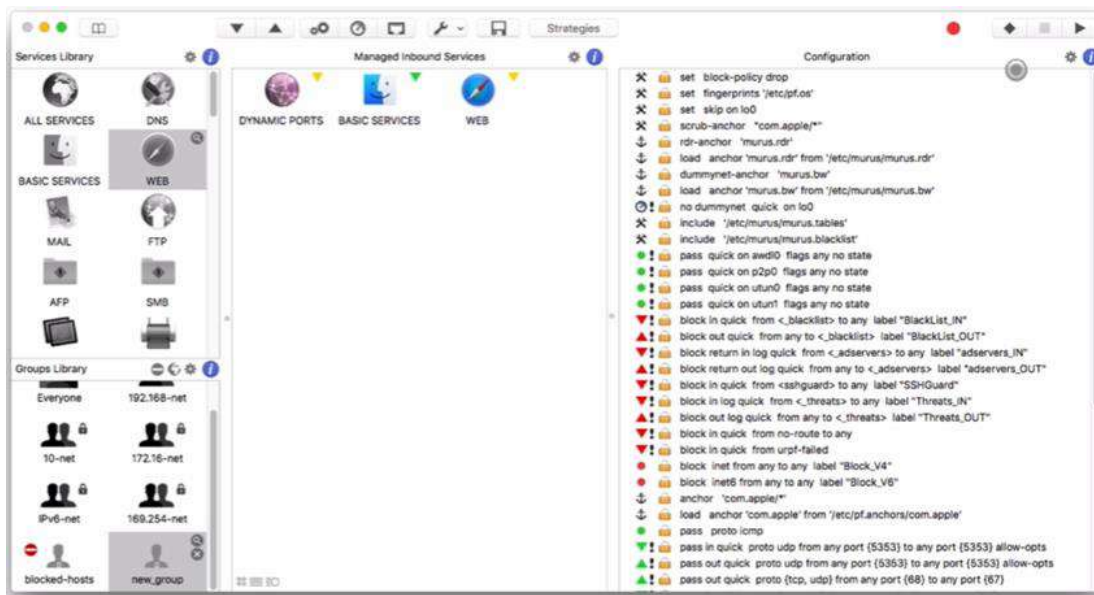 Strategies
Services Library
Managed Inbound Services
Configuration
ALL SERVICES
DNS
BASIC SERVICES
WEB
MAIL
FTP
AFP
SMB
Groups Library
Everyone
192.168-net
10-net
172.16-net
IPv6-net
169.254-net
blocked-hosts
new_group
DYNAMIC PORTS
BASIC SERVICES
WEB
set block-policy drop
set fingerprints '/etc/pf.os'
set skip on lo0
scrub-anchor "com.apple/*"
rdr-anchor 'murus.rdr'
load anchor 'murus.rdr' from '/etc/murus/murus.rdr'
dummynet-anchor 'murus.bw'
load anchor 'murus.bw' from '/etc/murus/murus.bw'
no dummynet quick on lo0
include '/etc/murus/murus.tables'
include '/etc/murus/murus.blacklist'
pass quick on awdl0 flags any no state
pass quick on p2p0 flags any no state
pass quick on utun0 flags any no state
pass quick on utun1 flags any no state
block in quick from <_blacklist> to any label "BlackList_IN"
block out quick from any to <_blacklist> label "BlackList_OUT"
block return in log quick from <_adservers> to any label "adservers_IN"
block return out log quick from any to <_adservers> label "adservers_OUT"
block in quick from <sshguard> to any label "SSHGuard"
block in log quick from <_threats> to any label "Threats_IN"
block out log quick from any to <_threats> label "Threats_OUT"
block in quick from no-route to any
block in quick from urpf-failed
block inet from any to any label "Block_V4"
block inet6 from any to any label "Block_V6"
anchor 'com.apple/*'
load anchor 'com.apple' from '/etc/pf.anchors/com.apple'
pass proto icmp
pass in quick proto udp from any port {5353} to any port {5353} allow-opts
pass out quick proto udp from any port {5353} to any port {5353} allow-opts
pass out quick proto {tcp, udp} from any port {68} to any port {67}